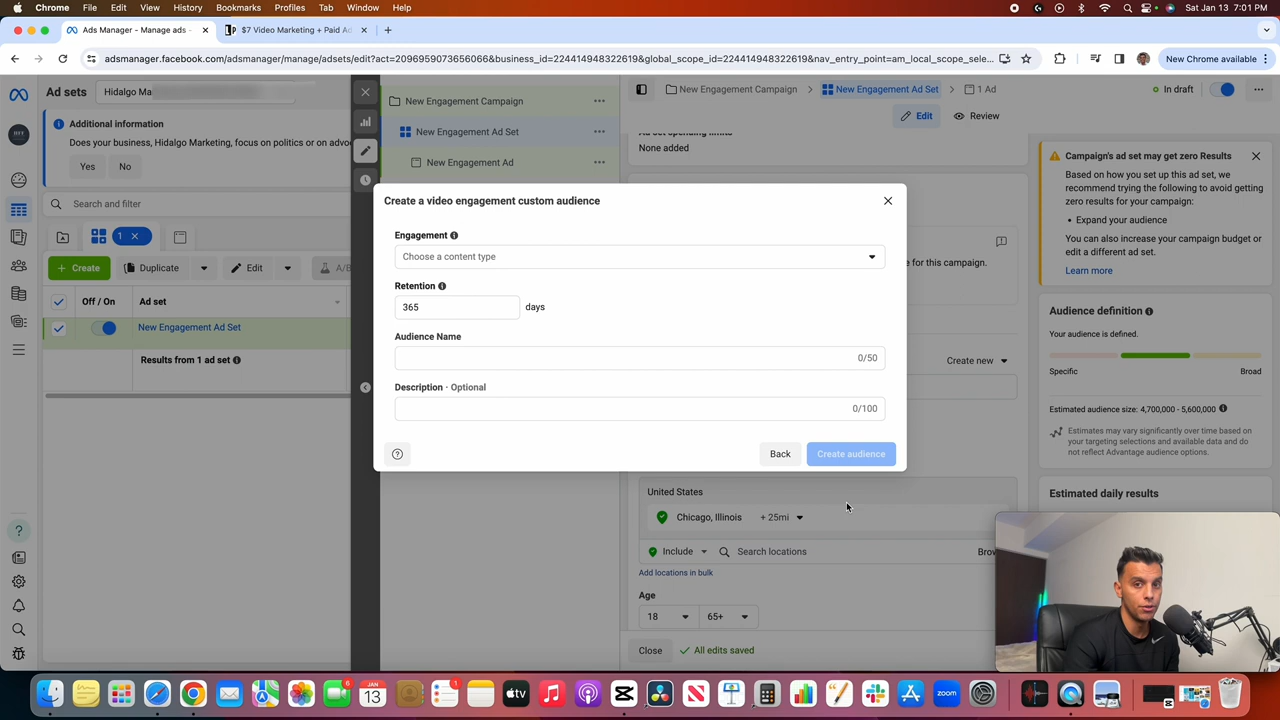 Chrome File Edit View History Bookmarks Profiles Tab Window Help
Sat Jan 13 7:01 PM
Ads Manager - Manage ads -
$7 Video Marketing + Paid Ad
adsmanager.facebook.com/adsmanager/manage/adsets/edit?act=2096959073656066&business_id=224414948322619&global_scope_id=224414948322619&nav_entry_point=am_local_scope_sele...
New Chrome available
Ad sets
Hidalgo Ma
Additional information
Does your business, Hidalgo Marketing, focus on politics or on advoc
Yes No
Search and filter
1
+ Create Duplicate Edit A/B
Off / On Ad set
New Engagement Ad Set
Results from 1 ad set
New Engagement Campaign
New Engagement Ad Set
New Engagement Ad
New Engagement Campaign > New Engagement Ad Set > 1 Ad
In draft
Edit Review
Ad set spending limits
None added
e for this campaign.
Create new
Create a video engagement custom audience
Engagement
Choose a content type
Retention
365 days
Audience Name
0/50
Description · Optional
0/100
? Back Create audience
United States
Chicago, Illinois + 25mi
Include Search locations Brow
Add locations in bulk
Age
18 65+
Close All edits saved
Campaign's ad set may get zero Results
Based on how you set up this ad set, we
recommend trying the following to avoid getting
zero results for your campaign:
• Expand your audience
You can also increase your campaign budget or
edit a different ad set.
Learn more
Audience definition
Your audience is defined.
Specific Broad
Estimated audience size: 4,700,000 - 5,600,000
Estimates may vary significantly over time based on
your targeting selections and available data and do
not reflect Advantage audience options.
Estimated daily results
JAN
13
6
1
tv
zoom